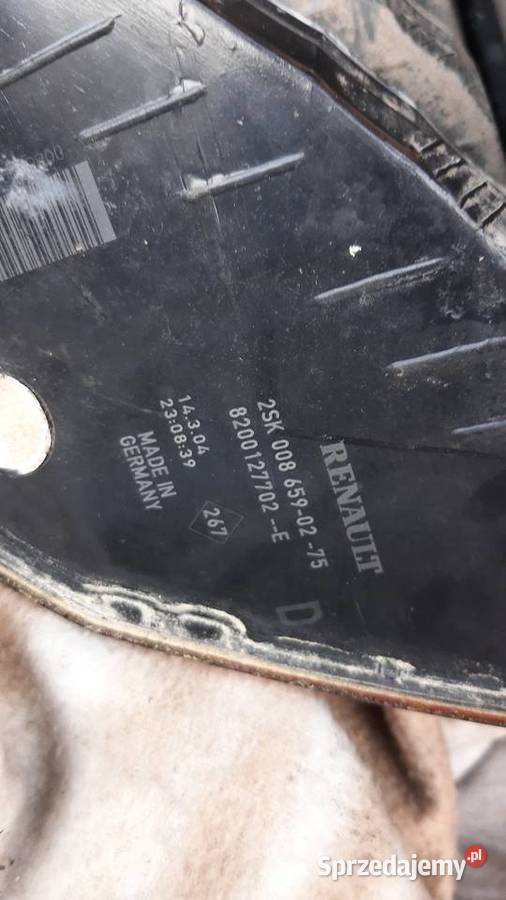 RENAULT
2SK 008 659-02 -75
8200127702--E
267
14.3.04
23:08:39
MADE IN
GERMANY
D
Sprzedajemy.pl